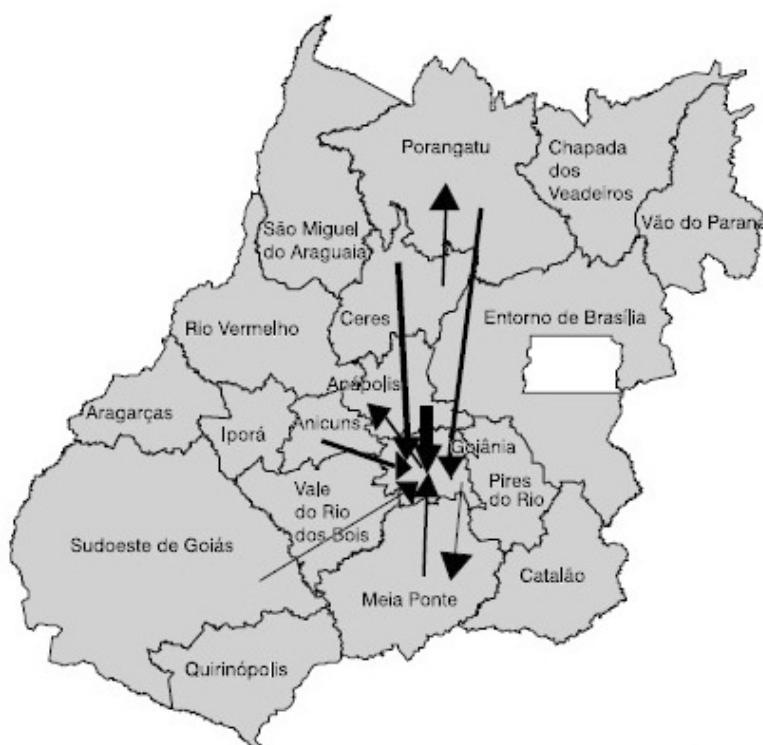 Porangatu
Chapada
dos
Veadeiros
Vão do Paranã
São Miguel
do Araguaia
Ceres
Entorno de Brasília
Rio Vermelho
Anápolis
Aragarças
Iporá
Anicuns
Goiânia
Pires
do Rio
Vale
do Rio
dos Bois
Sudoeste de Goiás
Catalão
Meia Ponte
Quirinópolis